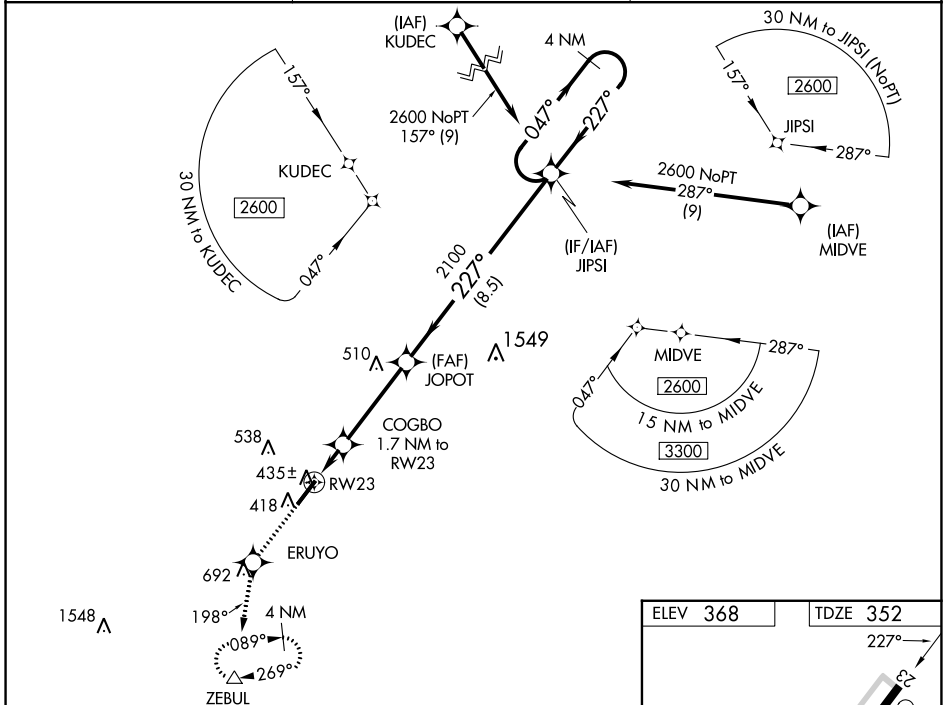 (IAF)
KUDEC
4 NM
2600 NoPT
157° (9)
047°
227°
30 NM to JIPSI (NoPT)
157°
2600
JIPSI
287°
157°
KUDEC
2600
30 NM to KUDEC
047°
2600 NoPT
287°
(9)
(IAF)
MIDVE
(IF/IAF)
JIPSI
2100
227°
(8.5)
510
(FAF)
JOPOT
1549
MIDVE
287°
047°
2600
15 NM to MIDVE
3300
30 NM to MIDVE
COGBO
1.7 NM to
RW23
538
435±
RW23
418
ERUYO
692
1548
198°
4 NM
089°
269°
ZEBUL
ELEV 368
TDZE 352
227°
23